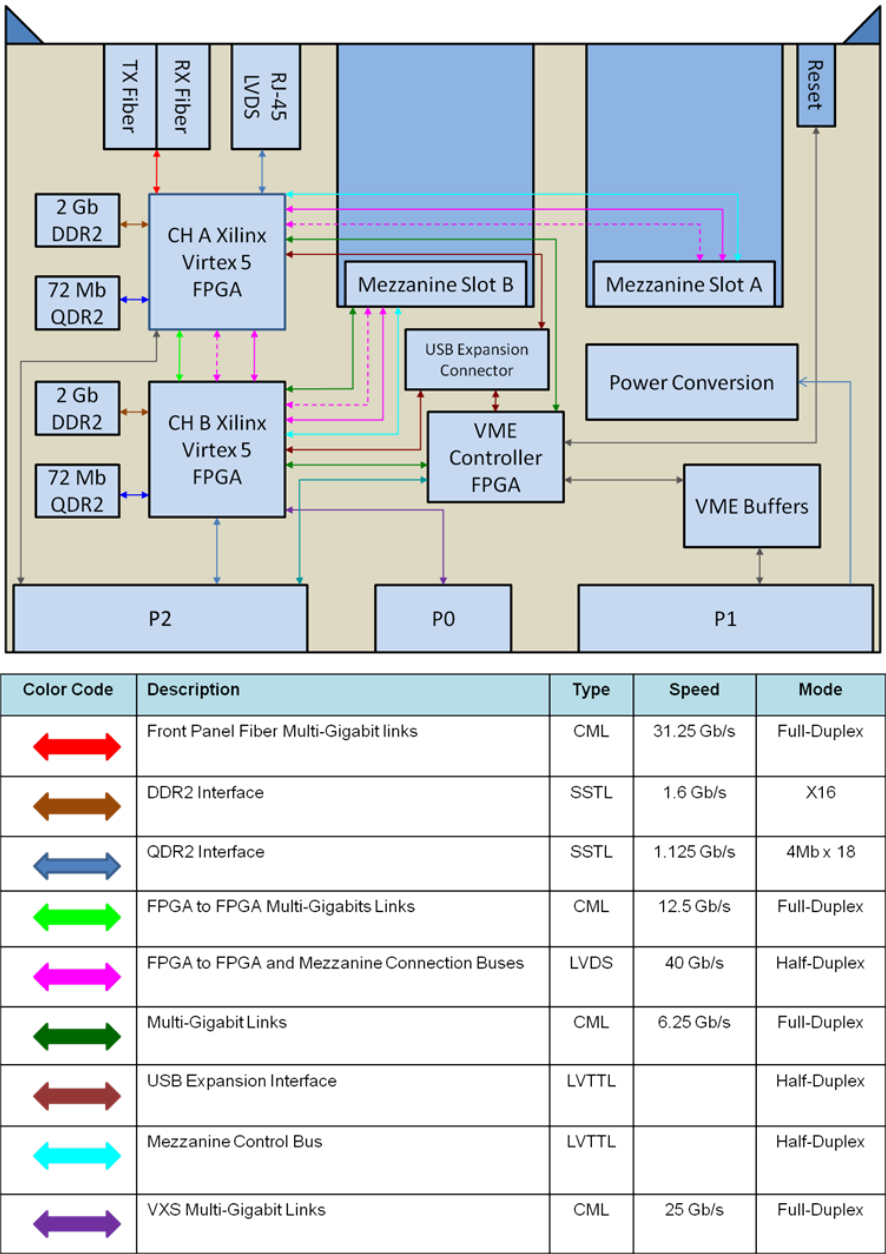 TX Fiber
RX Fiber
RJ-45
LVDS
Reset
2 Gb
DDR2
CH A Xilinx
Virtex 5
FPGA
72 Mb
QDR2
Mezzanine Slot B
Mezzanine Slot A
USB Expansion
Connector
Power Conversion
2 Gb
DDR2
CH B Xilinx
Virtex 5
FPGA
72 Mb
QDR2
VME
Controller
FPGA
VME Buffers
P2
P0
P1
Color Code Description Type Speed Mode
Front Panel Fiber Multi-Gigabit links CML 31.25 Gb/s Full-Duplex
DDR2 Interface SSTL 1.6 Gb/s X16
QDR2 Interface SSTL 1.125 Gb/s 4Mb x 18
FPGA to FPGA Multi-Gigabits Links CML 12.5 Gb/s Full-Duplex
FPGA to FPGA and Mezzanine Connection Buses LVDS 40 Gb/s Half-Duplex
Multi-Gigabit Links CML 6.25 Gb/s Full-Duplex
USB Expansion Interface LVTTL Half-Duplex
Mezzanine Control Bus LVTTL Half-Duplex
VXS Multi-Gigabit Links CML 25 Gb/s Full-Duplex